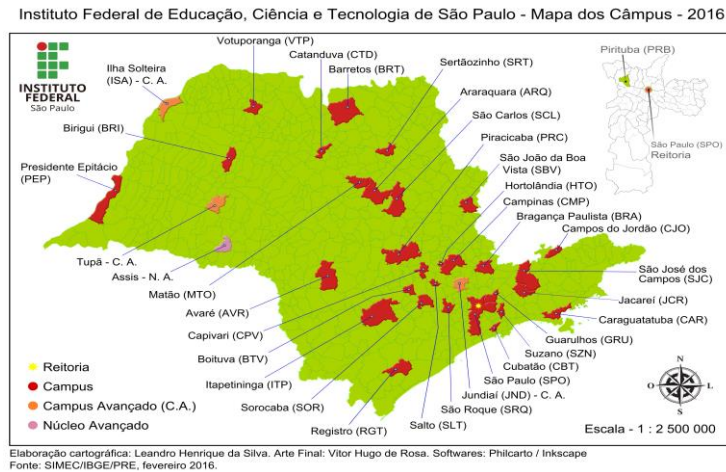 Instituto Federal de Educação, Ciência e Tecnologia de São Paulo - Mapa dos Câmpus - 2016
INSTITUTO
FEDERAL
São Paulo
Votuporanga (VTP)
Catanduva (CTD)
Barretos (BRT)
Sertãozinho (SRT)
Ilha Solteira
(ISA) - C. A.
Araraquara (ARQ)
São Carlos (SCL)
Piracicaba (PRC)
Birigui (BRI)
São João da Boa
Vista (SBV)
Presidente Epitácio
(PEP)
Hortolândia (HTO)
Campinas (CMP)
Bragança Paulista (BRA)
Campos do Jordão (CJO)
Pirituba (PRB)
São Paulo (SPO)
Reitoria
Tupã - C. A.
Assis - N. A.
Matão (MTO)
São José dos
Campos (SJC)
Avaré (AVR)
Jacareí (JCR)
Capivari (CPV)
Caraguatatuba (CAR)
Boituva (BTV)
Guarulhos (GRU)
Suzano (SZN)
Itapetininga (ITP)
Cubatão (CBT)
São Paulo (SPO)
Sorocaba (SOR)
Jundiaí (JND) - C. A.
São Roque (SRQ)
Registro (RGT)
Salto (SLT)
Reitoria
Campus
Campus Avançado (C.A.)
Núcleo Avançado
N
S
Escala - 1 : 2 500 000
Elaboração cartográfica: Leandro Henrique da Silva. Arte Final: Vitor Hugo de Rosa. Softwares: Philcarto / Inkscape
Fonte: SIMEC/IBGE/PRE, fevereiro 2016.